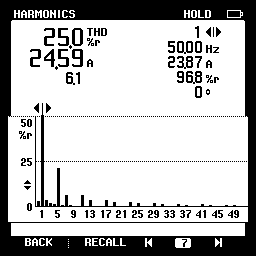 HARMONICS HOLD
25,0 THD %r
24,59 A
6,1
1
50,00 Hz
23,87 A
96,8 %r
0 °
50
%r
25
0
1 5 9 13 17 21 25 29 33 37 41 45 49
BACK RECALL ?